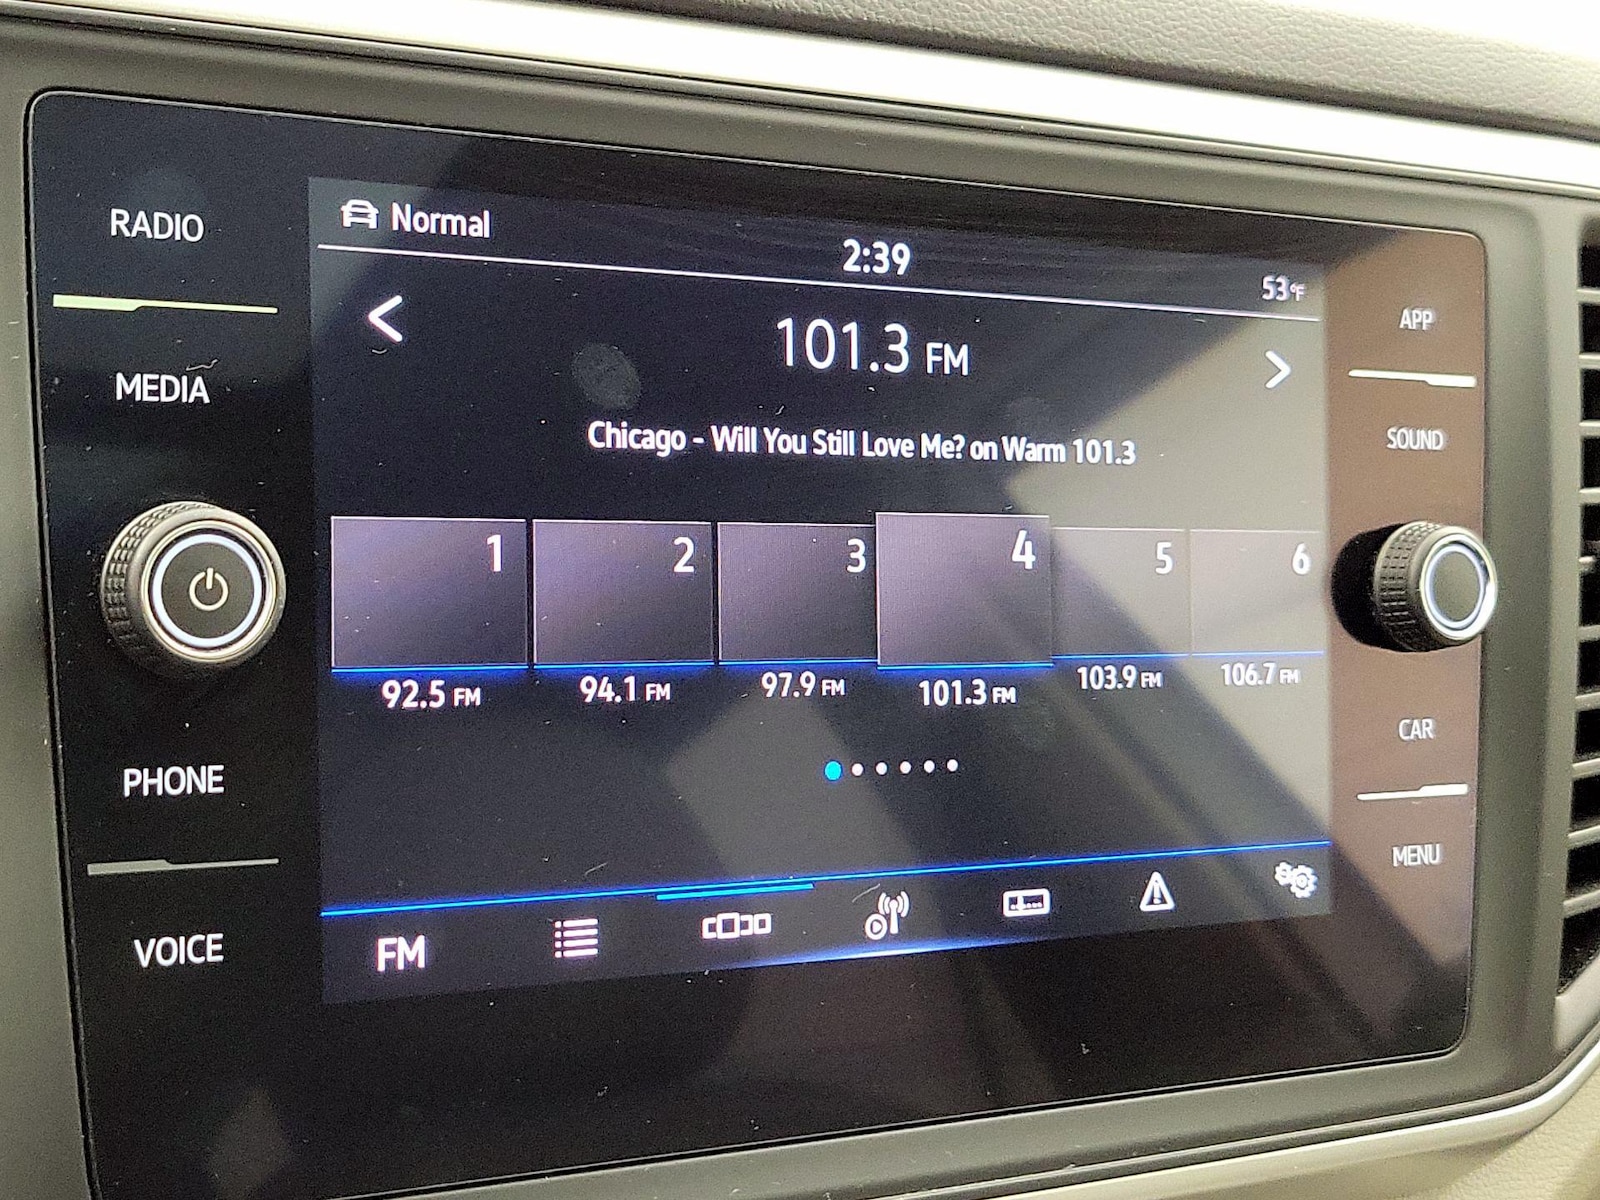 RADIO
MEDIA
PHONE
VOICE
Normal
2:39
53°F
101.3 FM
Chicago - Will You Still Love Me? on Warm 101.3
1 2 3 4 5 6
92.5 FM 94.1 FM 97.9 FM 101.3 FM 103.9 FM 106.7 FM
FM
APP
SOUND
CAR
MENU